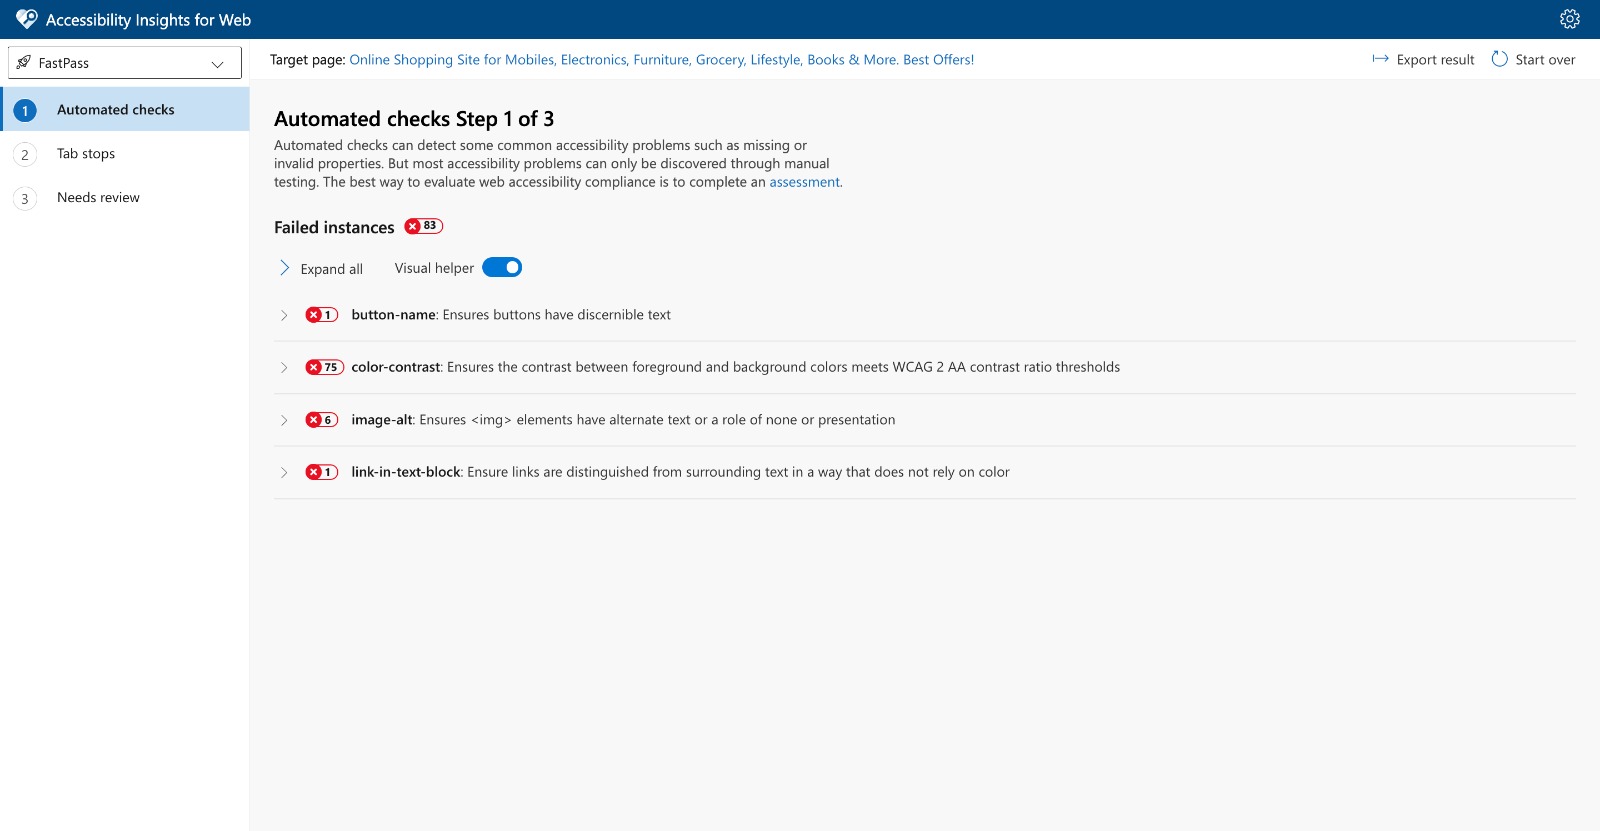 Accessibility Insights for Web
FastPass
Target page: Online Shopping Site for Mobiles, Electronics, Furniture, Grocery, Lifestyle, Books & More. Best Offers!
Export result
Start over
1 Automated checks
2 Tab stops
3 Needs review
Automated checks Step 1 of 3
Automated checks can detect some common accessibility problems such as missing or
invalid properties. But most accessibility problems can only be discovered through manual
testing. The best way to evaluate web accessibility compliance is to complete an assessment.
Failed instances 83
Expand all
Visual helper
1 button-name: Ensures buttons have discernible text
75 color-contrast: Ensures the contrast between foreground and background colors meets WCAG 2 AA contrast ratio thresholds
6 image-alt: Ensures <img> elements have alternate text or a role of none or presentation
1 link-in-text-block: Ensure links are distinguished from surrounding text in a way that does not rely on color